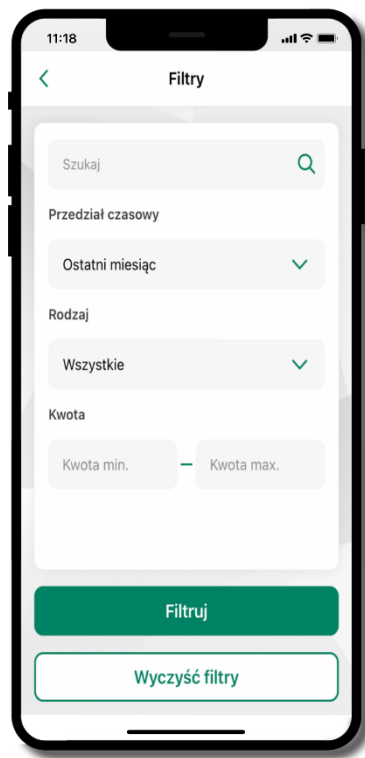 11:18
Filtry
Szukaj
Przedział czasowy
Ostatni miesiąc
Rodzaj
Wszystkie
Kwota
Kwota min. – Kwota max.
Filtruj
Wyczyść filtry